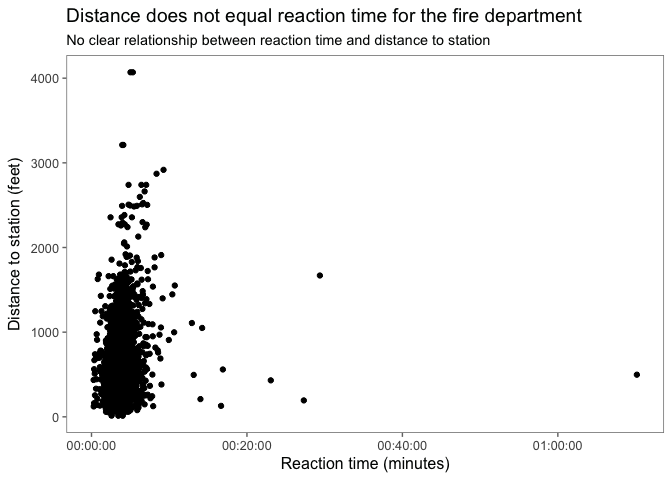 Distance does not equal reaction time for the fire department
No clear relationship between reaction time and distance to station
4000
3000
2000
1000
0
Distance to station (feet)
00:00:00 00:20:00 00:40:00 01:00:00
Reaction time (minutes)